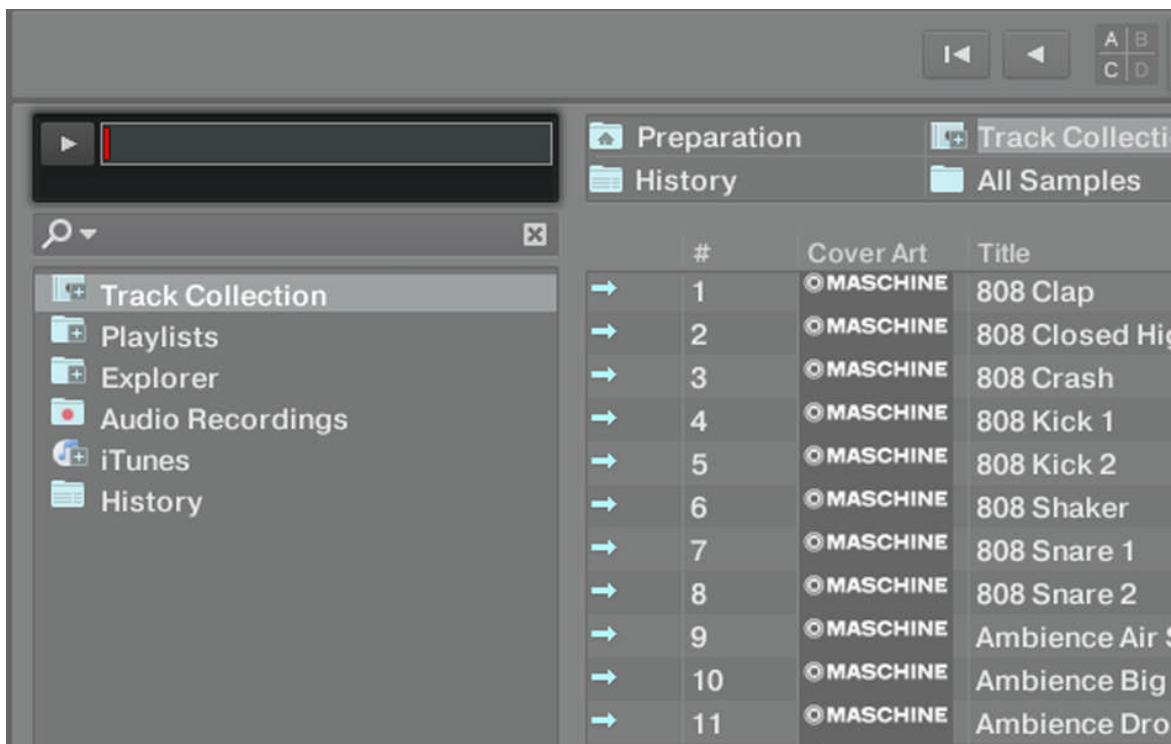 A B
C D
Preparation Track Collecti
History All Samples
# Cover Art Title
Track Collection
Playlists
Explorer
Audio Recordings
iTunes
History
1 MASCHINE 808 Clap
2 MASCHINE 808 Closed Hig
3 MASCHINE 808 Crash
4 MASCHINE 808 Kick 1
5 MASCHINE 808 Kick 2
6 MASCHINE 808 Shaker
7 MASCHINE 808 Snare 1
8 MASCHINE 808 Snare 2
9 MASCHINE Ambience Air
10 MASCHINE Ambience Big
11 MASCHINE Ambience Dro